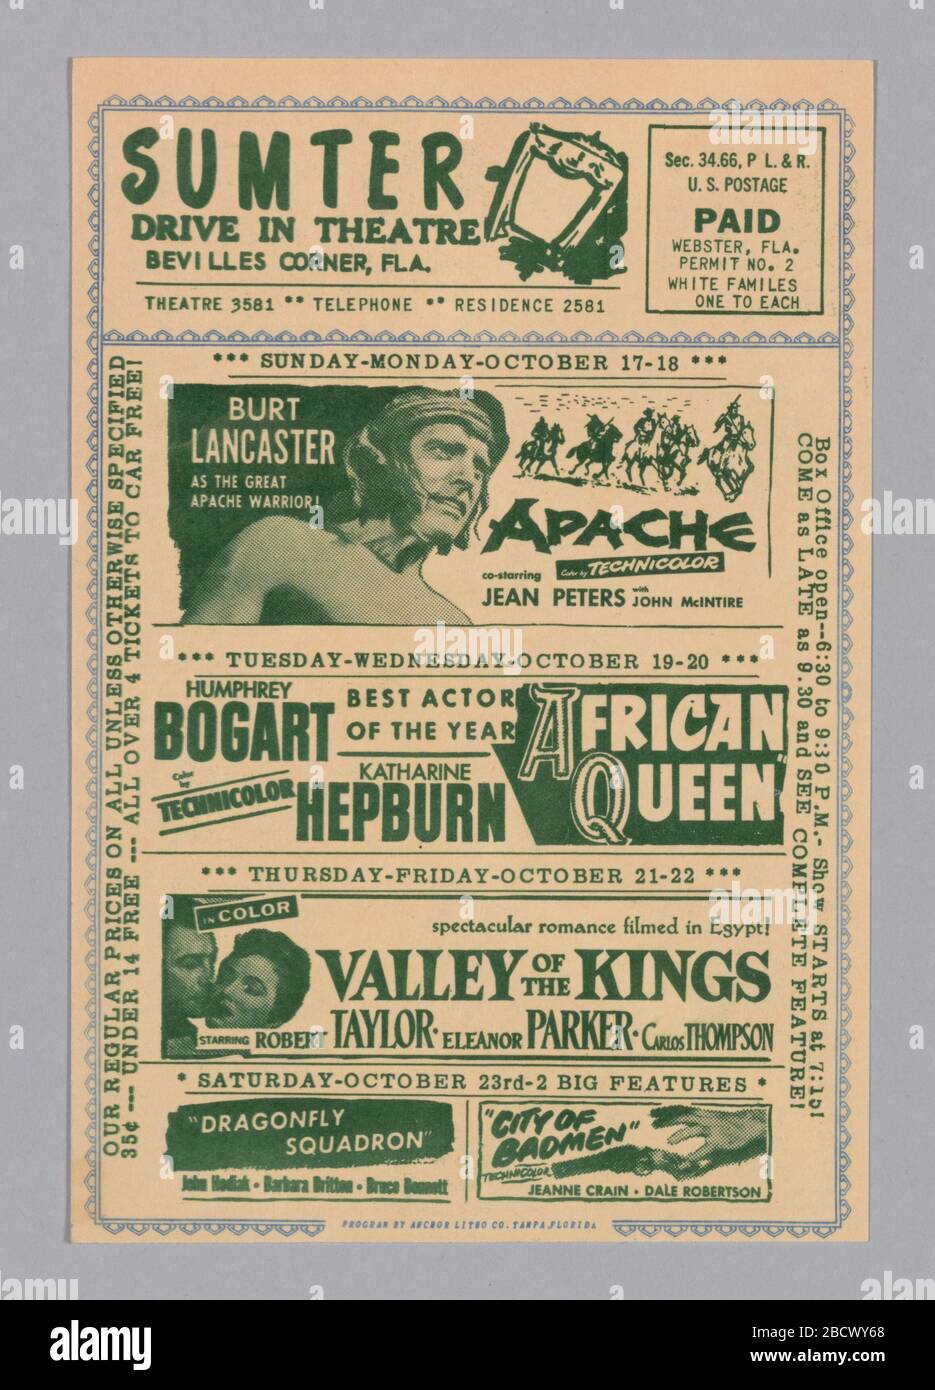 SUMTER
DRIVE IN THEATRE
BEVILLES CORNER, FLA.
THEATRE 3581 ** TELEPHONE ** RESIDENCE 2581
Sec. 34.66, P L. & R.
U. S. POSTAGE
PAID
WEBSTER, FLA.
PERMIT NO. 2
WHITE FAMILES
ONE TO EACH
*** SUNDAY-MONDAY-OCTOBER 17-18 ***
BURT
LANCASTER
AS THE GREAT
APACHE WARRIOR!
APACHE
Color by TECHNICOLOR
co-starring
JEAN PETERS with JOHN McINTIRE
*** TUESDAY-WEDNESDAY-OCTOBER 19-20 ***
HUMPHREY
BOGART
BEST ACTOR
OF THE YEAR
AFRICAN
QUEEN"
Color by
TECHNICOLOR
KATHARINE
HEPBURN
*** THURSDAY-FRIDAY-OCTOBER 21-22 ***
IN COLOR
spectacular romance filmed in Egypt!
VALLEY OF THE KINGS
STARRING ROBERT TAYLOR · ELEANOR PARKER · CARLOS THOMPSON
* SATURDAY-OCTOBER 23rd-2 BIG FEATURES *
"DRAGONFLY
SQUADRON"
John Hodiak · Barbara Britton · Bruce Bennett
"CITY OF
BADMEN"
TECHNICOLOR
JEANNE CRAIN · DALE ROBERTSON
PROGRAM BY ANCHOR LITHO CO. TAMPA, FLORIDA
OUR REGULAR PRICES ON ALL UNLESS OTHERWISE SPECIFIED
35¢ --- UNDER 14 FREE --- ALL OVER 4 TICKETS TO CAR FREE!
Box Office open--6:30 to 9:30 P.M.- Show STARTS at 7:15!
COME as LATE as 9.30 and SEE COMPLETE FEATURE!
alamy
Image ID: 2BCWY68
www.alamy.com